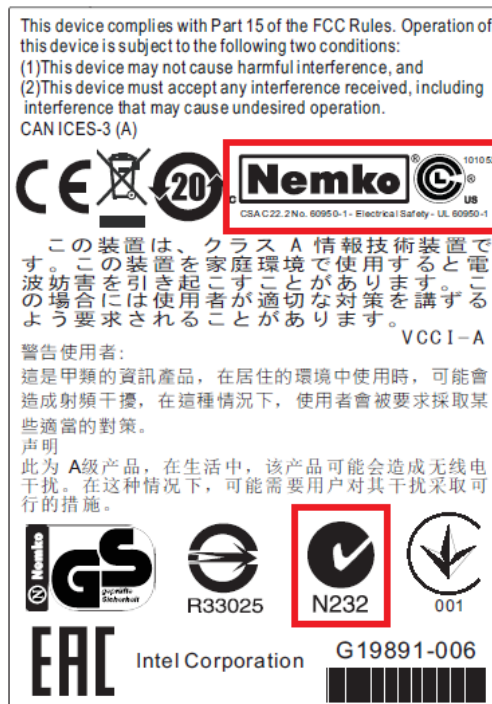 This device complies with Part 15 of the FCC Rules. Operation of
this device is subject to the following two conditions:
(1)This device may not cause harmful interference, and
(2)This device must accept any interference received, including
interference that may cause undesired operation.
CAN ICES-3 (A)
CE 20 C Nemko ® C L ® US 101052
CSA C22.2 No. 60950-1 - Electrical Safety - UL 60950-1
この装置は、クラス A 情報技術装置で
す。この装置を家庭環境で使用すると電
波妨害を引き起こすことがあります。こ
の場合には使用者が適切な対策を講ずる
よう要求されることがあります。
VCCI-A
警告使用者:
這是甲類的資訊產品，在居住的環境中使用時，可能會
造成射頻干擾，在這種情況下，使用者會被要求採取某
些適當的對策。
声明
此为 A级产品，在生活中，该产品可能会造成无线电
干扰。在这种情况下，可能需要用户对其干扰采取可
行的措施。
N Nemko GS geprüfte Sicherheit
R33025
N232
001
EAC
Intel Corporation
G19891-006